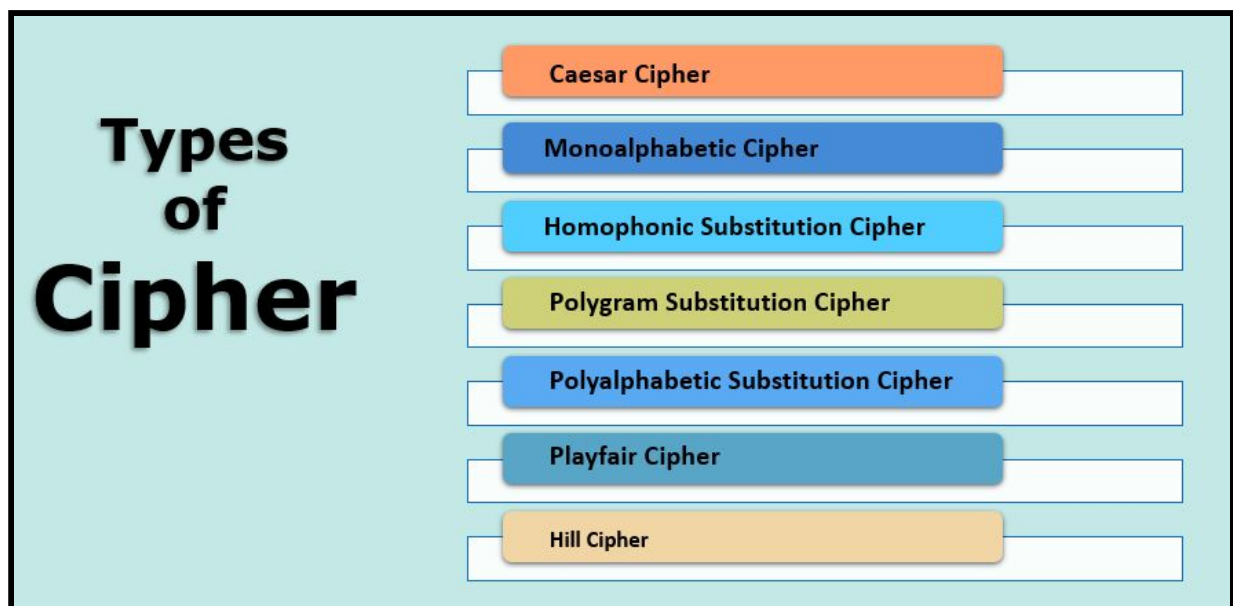 Types
of
Cipher
Caesar Cipher
Monoalphabetic Cipher
Homophonic Substitution Cipher
Polygram Substitution Cipher
Polyalphabetic Substitution Cipher
Playfair Cipher
Hill Cipher